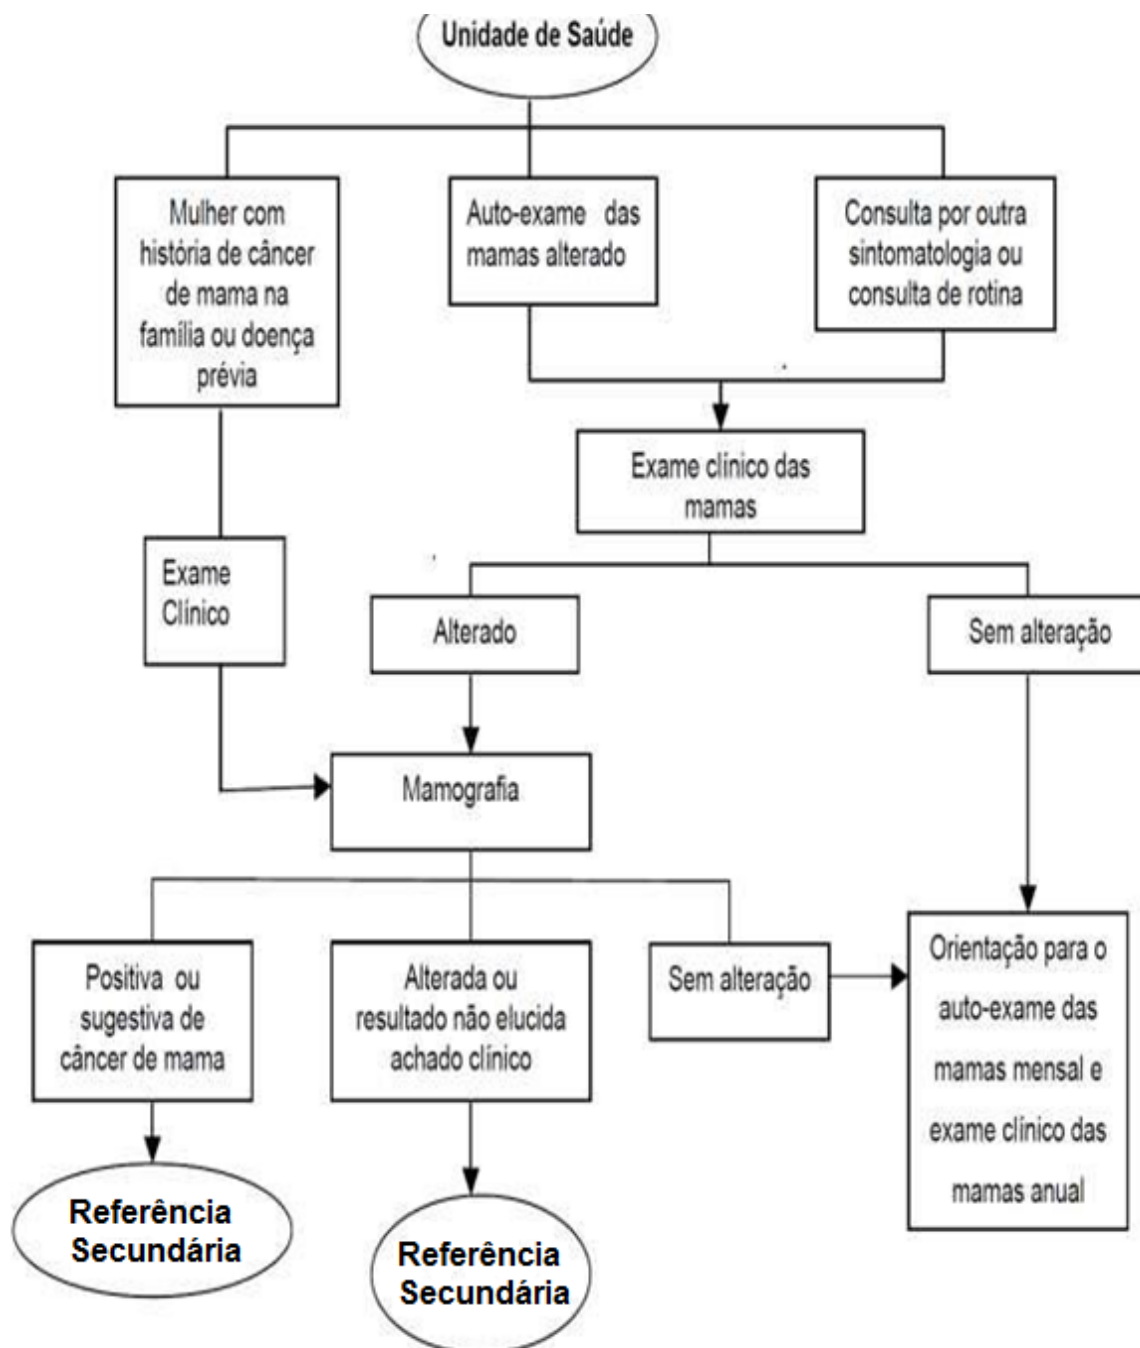 Unidade de Saúde
Mulher com
história de câncer
de mama na
família ou doença
prévia
Auto-exame das
mamas alterado
Consulta por outra
sintomatologia ou
consulta de rotina
Exame clínico das
mamas
Exame
Clínico
Alterado
Sem alteração
Mamografia
Positiva ou
sugestiva de
câncer de mama
Alterada ou
resultado não elucida
achado clínico
Sem alteração
Orientação para o
auto-exame das
mamas mensal e
exame clínico das
mamas anual
Referência
Secundária
Referência
Secundária